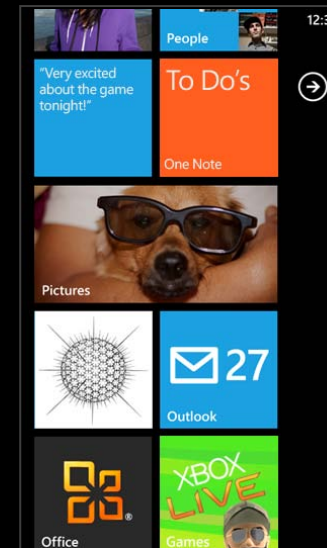 12:3
People
"Very excited
about the game
tonight!"
To Do's
One Note
Pictures
27
Outlook
XBOX
LIVE
Office
Games